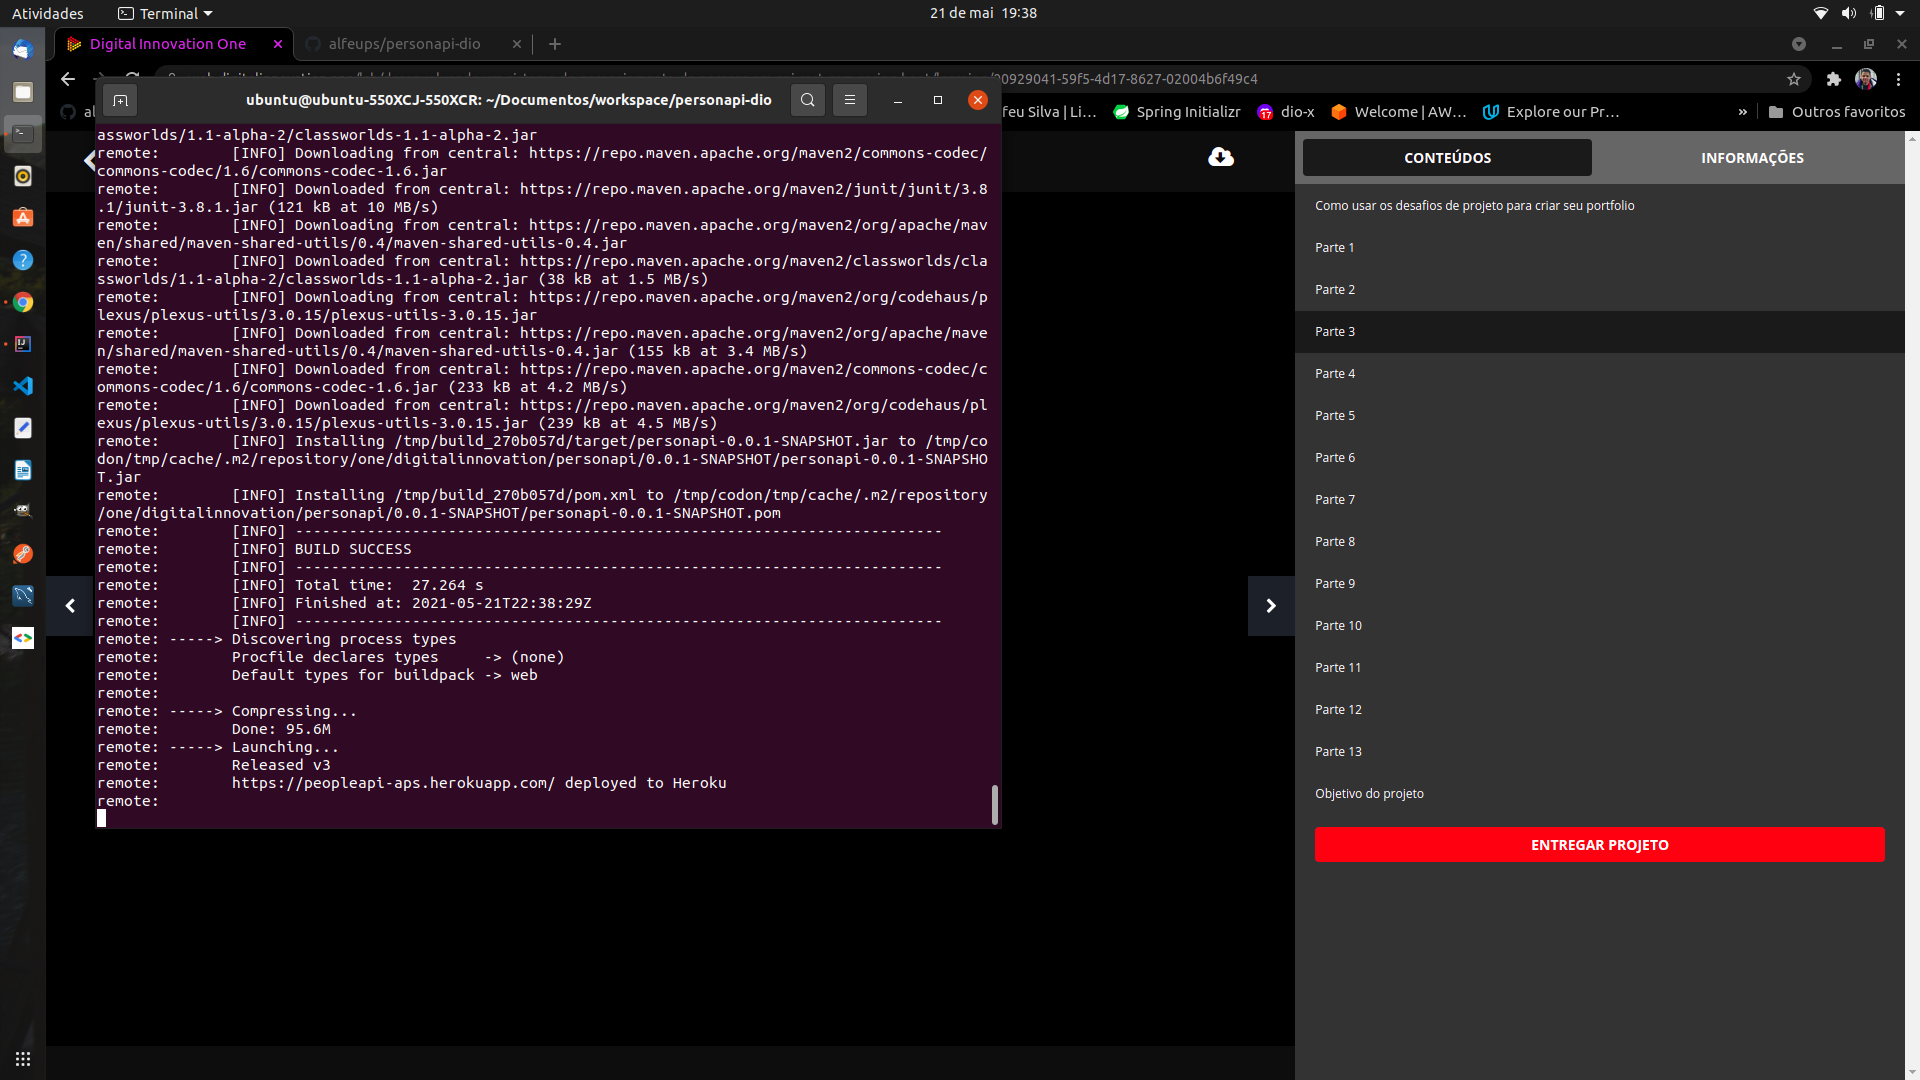 Atividades
Terminal
21 de mai 19:38
Digital Innovation One
alfeups/personapi-dio
00929041-59f5-4d17-8627-02004b6f49c4
ubuntu@ubuntu-550XCJ-550XCR: ~/Documentos/workspace/personapi-dio
al
feu Silva | Li...
Spring Initializr
dio-x
Welcome | AW...
Explore our Pr...
»
Outros favoritos
assworlds/1.1-alpha-2/classworlds-1.1-alpha-2.jar
remote:        [INFO] Downloading from central: https://repo.maven.apache.org/maven2/commons-codec/
commons-codec/1.6/commons-codec-1.6.jar
remote:        [INFO] Downloaded from central: https://repo.maven.apache.org/maven2/junit/junit/3.8
.1/junit-3.8.1.jar (121 kB at 10 MB/s)
remote:        [INFO] Downloading from central: https://repo.maven.apache.org/maven2/org/apache/mav
en/shared/maven-shared-utils/0.4/maven-shared-utils-0.4.jar
remote:        [INFO] Downloaded from central: https://repo.maven.apache.org/maven2/classworlds/cla
ssworlds/1.1-alpha-2/classworlds-1.1-alpha-2.jar (38 kB at 1.5 MB/s)
remote:        [INFO] Downloading from central: https://repo.maven.apache.org/maven2/org/codehaus/p
lexus/plexus-utils/3.0.15/plexus-utils-3.0.15.jar
remote:        [INFO] Downloaded from central: https://repo.maven.apache.org/maven2/org/apache/mave
n/shared/maven-shared-utils/0.4/maven-shared-utils-0.4.jar (155 kB at 3.4 MB/s)
remote:        [INFO] Downloaded from central: https://repo.maven.apache.org/maven2/commons-codec/c
ommons-codec/1.6/commons-codec-1.6.jar (233 kB at 4.2 MB/s)
remote:        [INFO] Downloaded from central: https://repo.maven.apache.org/maven2/org/codehaus/pl
exus/plexus-utils/3.0.15/plexus-utils-3.0.15.jar (239 kB at 4.5 MB/s)
remote:        [INFO] Installing /tmp/build_270b057d/target/personapi-0.0.1-SNAPSHOT.jar to /tmp/co
don/tmp/cache/.m2/repository/one/digitalinnovation/personapi/0.0.1-SNAPSHOT/personapi-0.0.1-SNAPSHO
T.jar
remote:        [INFO] Installing /tmp/build_270b057d/pom.xml to /tmp/codon/tmp/cache/.m2/repository
/one/digitalinnovation/personapi/0.0.1-SNAPSHOT/personapi-0.0.1-SNAPSHOT.pom
remote:        [INFO] ------------------------------------------------------------------------
remote:        [INFO] BUILD SUCCESS
remote:        [INFO] ------------------------------------------------------------------------
remote:        [INFO] Total time:  27.264 s
remote:        [INFO] Finished at: 2021-05-21T22:38:29Z
remote:        [INFO] ------------------------------------------------------------------------
remote: -----> Discovering process types
remote:        Procfile declares types     -> (none)
remote:        Default types for buildpack -> web
remote:
remote: -----> Compressing...
remote:        Done: 95.6M
remote: -----> Launching...
remote:        Released v3
remote:        https://peopleapi-aps.herokuapp.com/ deployed to Heroku
remote:
CONTEÚDOS
INFORMAÇÕES
Como usar os desafios de projeto para criar seu portfolio
Parte 1
Parte 2
Parte 3
Parte 4
Parte 5
Parte 6
Parte 7
Parte 8
Parte 9
Parte 10
Parte 11
Parte 12
Parte 13
Objetivo do projeto
ENTREGAR PROJETO